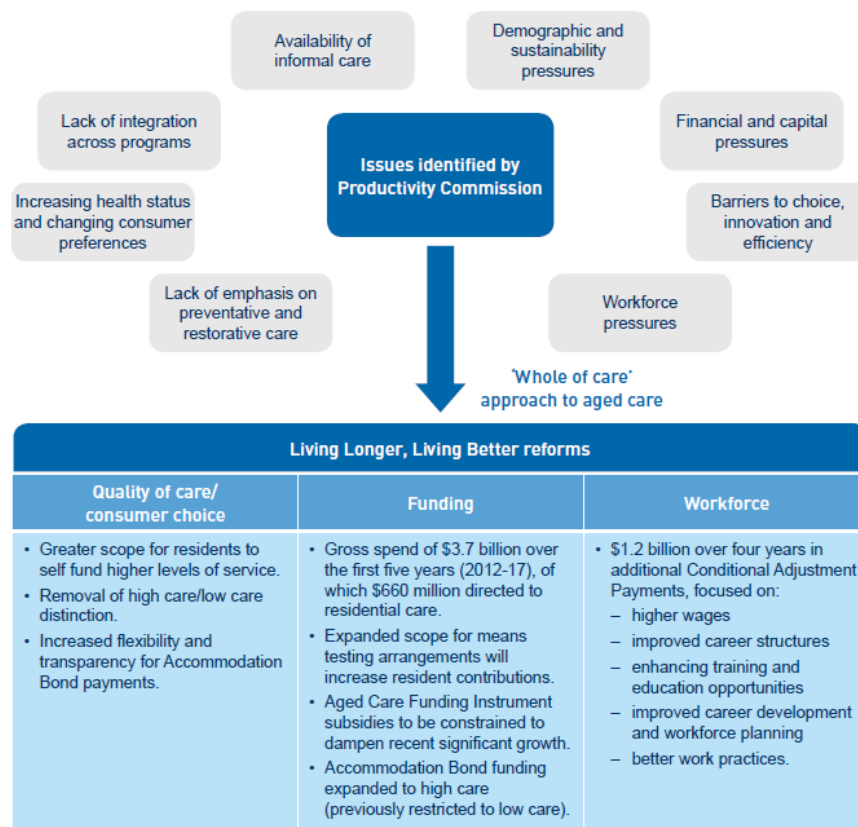 Availability of
informal care
Demographic and
sustainability
pressures
Lack of integration
across programs
Issues identified by
Productivity Commission
Financial and capital
pressures
Increasing health status
and changing consumer
preferences
Barriers to choice,
innovation and
efficiency
Lack of emphasis on
preventative and
restorative care
Workforce
pressures
‘Whole of care’
approach to aged care
Living Longer, Living Better reforms
Quality of care/
consumer choice
• Greater scope for residents to
self fund higher levels of service.
• Removal of high care/low care
distinction.
• Increased flexibility and
transparency for Accommodation
Bond payments.
Funding
• Gross spend of $3.7 billion over
the first five years (2012-17), of
which $660 million directed to
residential care.
• Expanded scope for means
testing arrangements will
increase resident contributions.
• Aged Care Funding Instrument
subsidies to be constrained to
dampen recent significant growth.
• Accommodation Bond funding
expanded to high care
(previously restricted to low care).
Workforce
• $1.2 billion over four years in
additional Conditional Adjustment
Payments, focused on:
– higher wages
– improved career structures
– enhancing training and
education opportunities
– improved career development
and workforce planning
– better work practices.